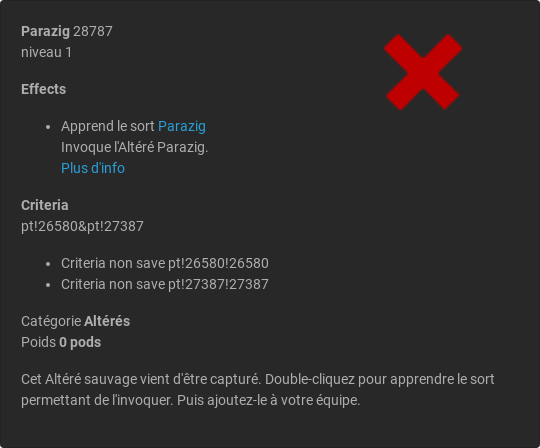 Parazig 28787
niveau 1
Effects
Apprend le sort Parazig
Invoque l'Altéré Parazig.
Plus d'info
Criteria
pt!26580&pt!27387
Criteria non save pt!26580!26580
Criteria non save pt!27387!27387
Catégorie Altérés
Poids 0 pods
Cet Altéré sauvage vient d'être capturé. Double-cliquez pour apprendre le sort
permettant de l'invoquer. Puis ajoutez-le à votre équipe.